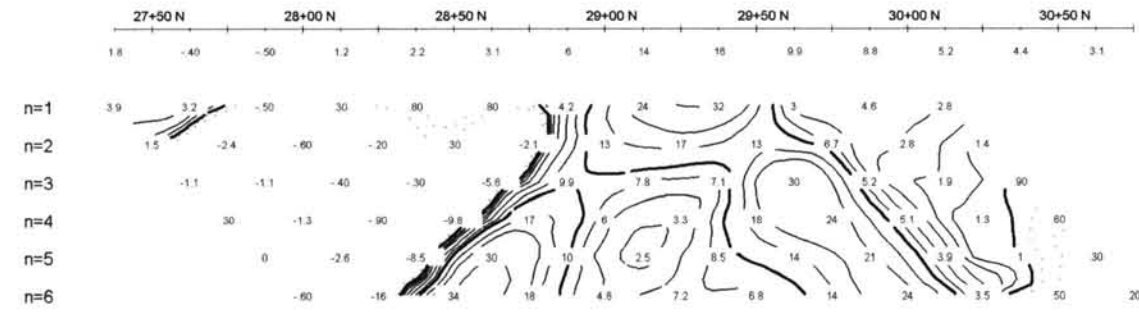 27+50 N 28+00 N 28+50 N 29+00 N 29+50 N 30+00 N 30+50 N
1.8 -.40 -.50 1.2 2.2 3.1 6 14 16 9.9 8.8 5.2 4.4 3.1
n=1 3.9 3.2 -.50 30 80 80 4.2 24 32 3 4.6 2.8
n=2 1.5 -2.4 -60 -20 30 -2.1 13 17 13 6.7 2.8 1.4
n=3 -1.1 -1.1 -40 -30 -5.6 9.9 7.8 7.1 30 5.2 1.9 90
n=4 30 -1.3 -90 -9.8 17 6 3.3 18 24 5.1 1.3 60
n=5 0 -2.6 -8.5 30 10 2.5 8.5 14 21 3.9 1 30
n=6 -60 -16 34 18 4.6 7.2 6.8 14 24 3.5 50 20